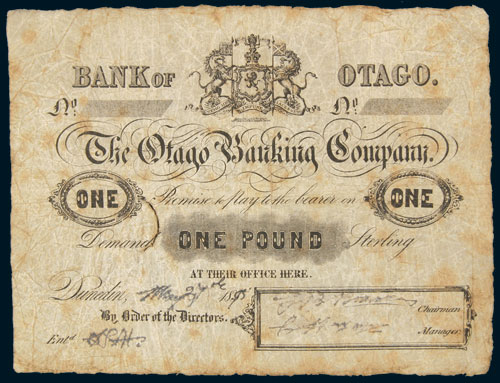 BANK OF OTAGO.
No. No.
The Otago Banking Company.
ONE Promise to pay to the bearer on ONE
Demand ONE POUND Sterling
AT THEIR OFFICE HERE.
Dunedin, 185
By Order of the Directors.
Chairman
Manager
Entd.